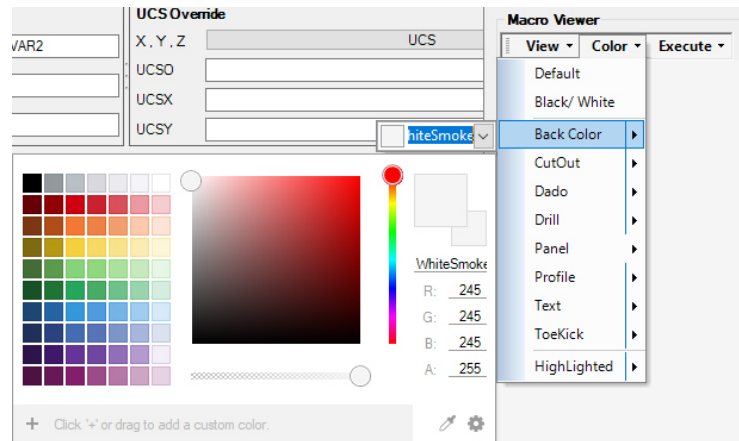 UCS Override
Macro Viewer
VAR2
X , Y , Z
UCS
View
Color
Execute
UCSO
Default
UCSX
Black/ White
UCSY
hiteSmoke
Back Color
CutOut
Dado
Drill
Panel
WhiteSmoke
Profile
R: 245
Text
G: 245
ToeKick
B: 245
A: 255
HighLighted
+ Click '+' or drag to add a custom color.